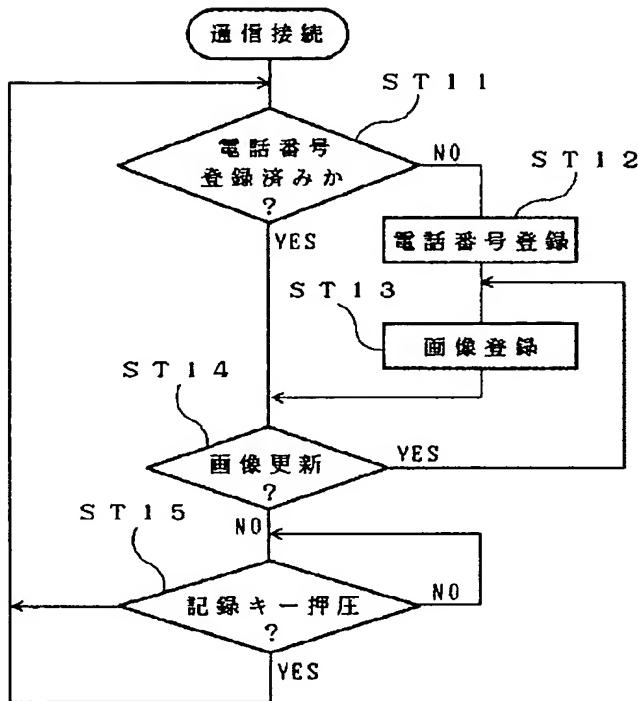 通信接続
ST11
電話番号
登録済みか
?
NO
ST12
YES
電話番号登録
ST13
画像登録
ST14
画像更新
?
YES
NO
ST15
記録キー押圧
?
NO
YES